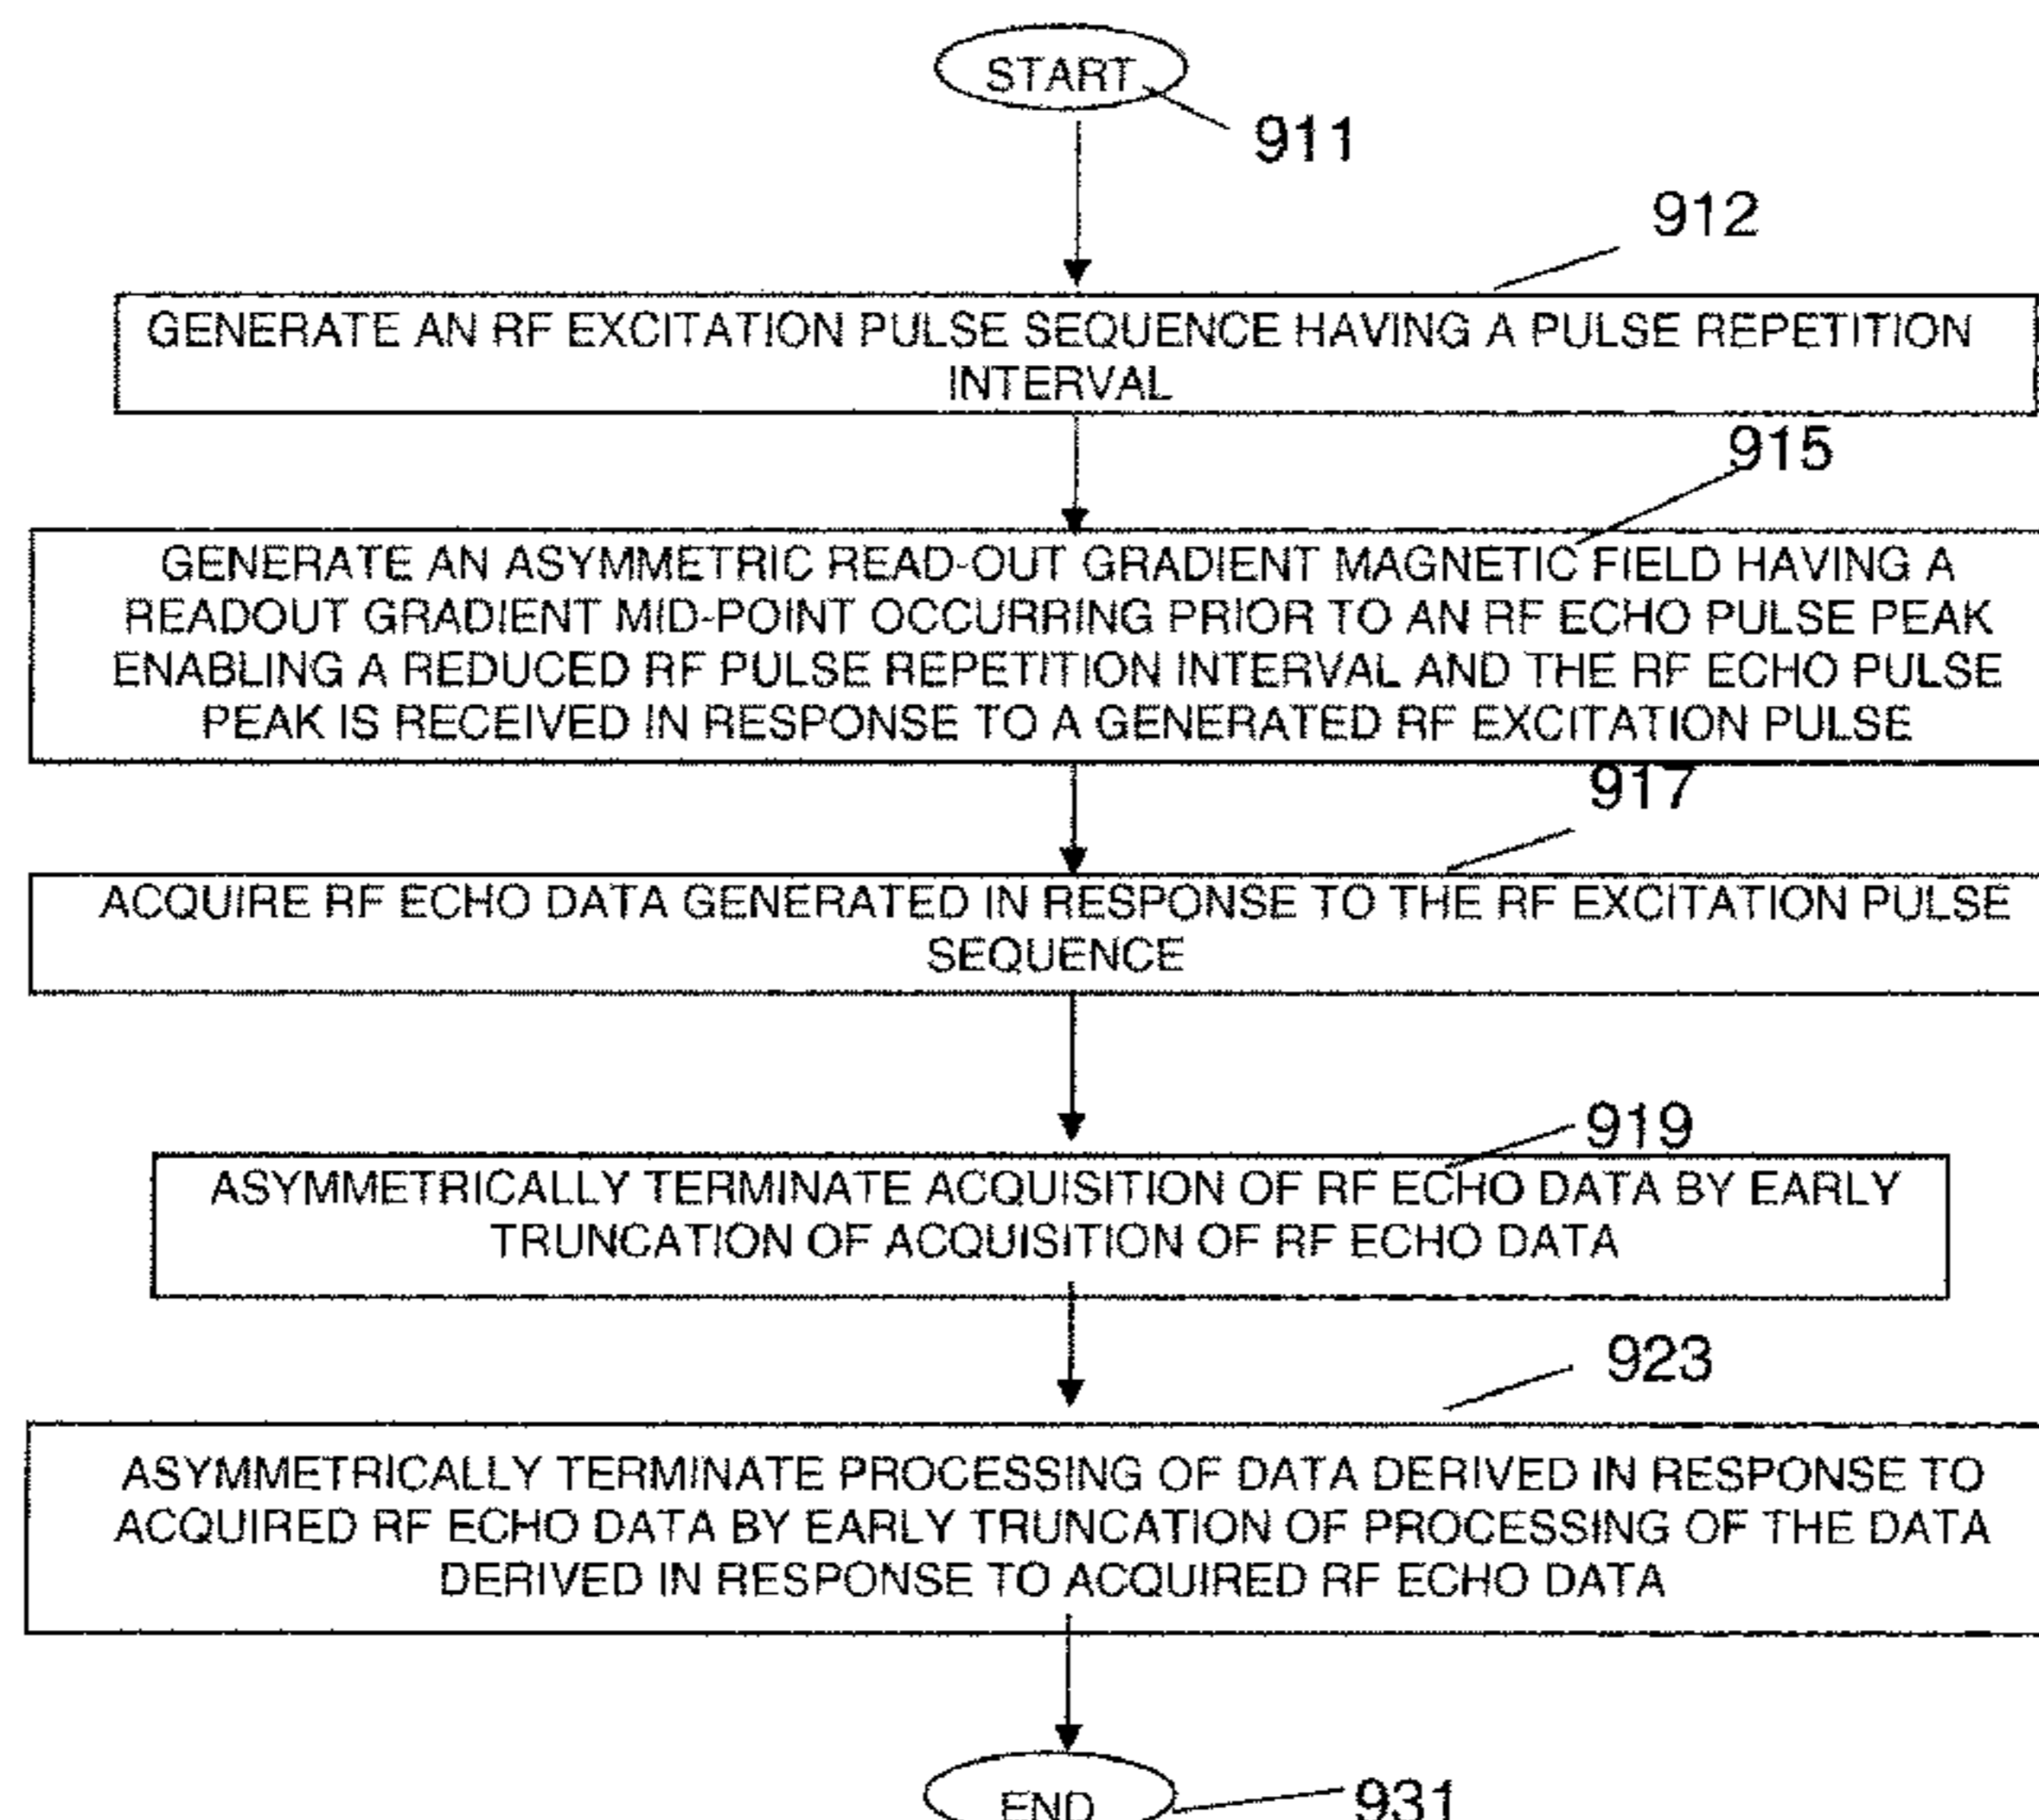 START
911
912
GENERATE AN RF EXCITATION PULSE SEQUENCE HAVING A PULSE REPETITION
INTERVAL
915
GENERATE AN ASYMMETRIC READ-OUT GRADIENT MAGNETIC FIELD HAVING A
READOUT GRADIENT MID-POINT OCCURRING PRIOR TO AN RF ECHO PULSE PEAK
ENABLING A REDUCED RF PULSE REPETITION INTERVAL AND THE RF ECHO PULSE
PEAK IS RECEIVED IN RESPONSE TO A GENERATED RF EXCITATION PULSE
917
ACQUIRE RF ECHO DATA GENERATED IN RESPONSE TO THE RF EXCITATION PULSE
SEQUENCE
919
ASYMMETRICALLY TERMINATE ACQUISITION OF RF ECHO DATA BY EARLY
TRUNCATION OF ACQUISITION OF RF ECHO DATA
923
ASYMMETRICALLY TERMINATE PROCESSING OF DATA DERIVED IN RESPONSE TO
ACQUIRED RF ECHO DATA BY EARLY TRUNCATION OF PROCESSING OF THE DATA
DERIVED IN RESPONSE TO ACQUIRED RF ECHO DATA
END
931